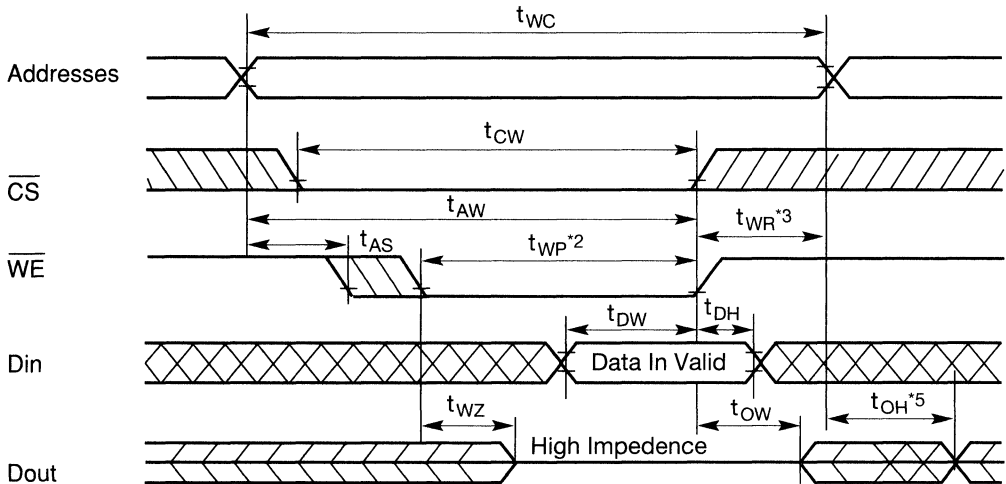 tWC
Addresses
tCW
CS
tAW
tWR*3
tAS
tWP*2
WE
tDW
tDH
Din
Data In Valid
tWZ
tOW
tOH*5
High Impedence
Dout